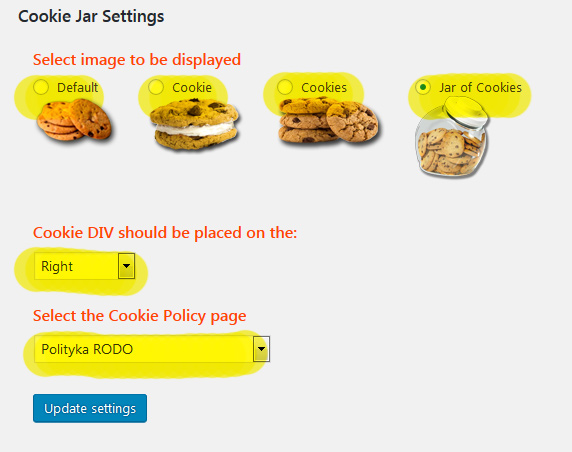 Cookie Jar Settings
Select image to be displayed
Default Cookie Cookies Jar of Cookies
Cookie DIV should be placed on the:
Right
Select the Cookie Policy page
Polityka RODO
Update settings